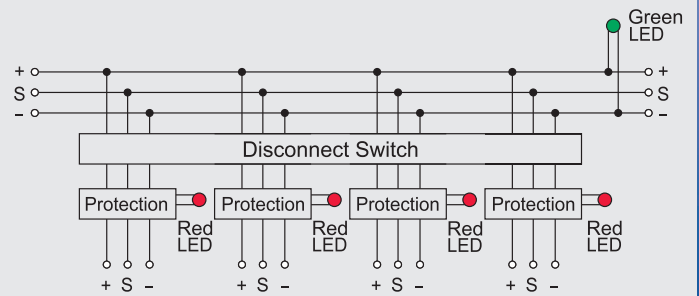 Green
LED
+ +
S S
– –
Disconnect Switch
Protection Protection Protection Protection
Red Red Red Red
LED LED LED LED
+ S – + S – + S – + S –